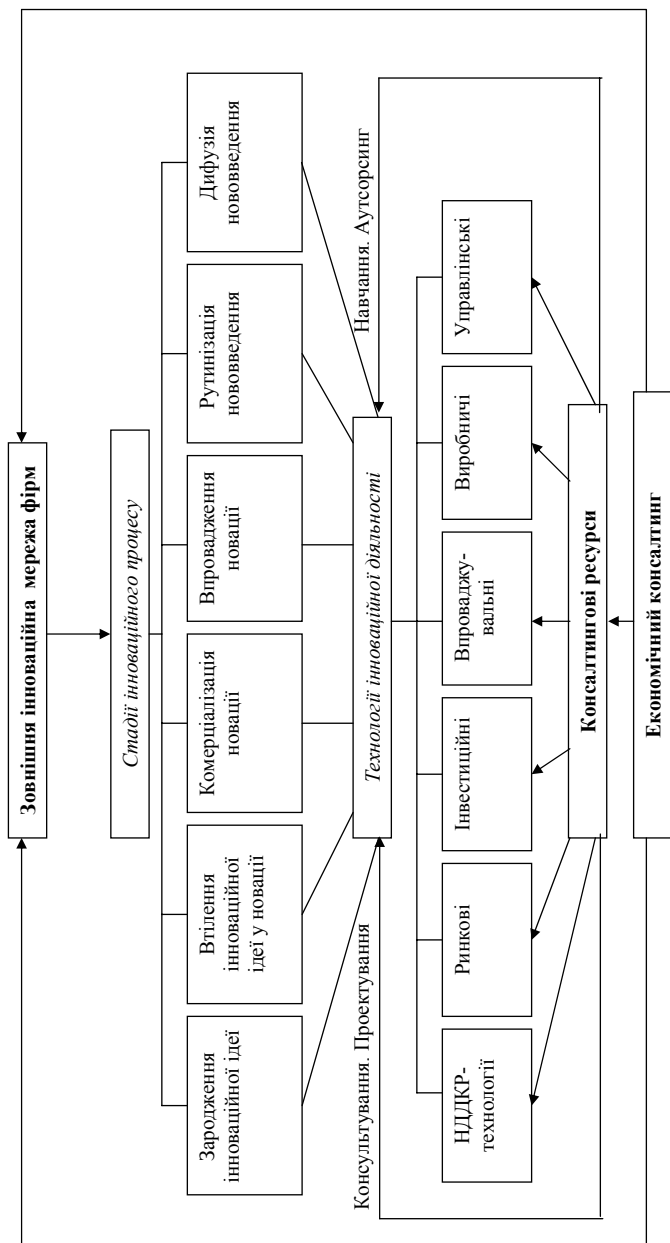 Зовнішня інноваційна мережа фірм
Стадії інноваційного процесу
Зародження
інноваційної ідеї
Втілення
інноваційної
ідеї у новації
Комерціалізація
новації
Впровадження
новації
Рутинізація
нововведення
Дифузія
нововведення
Консультування. Проектування
Технології інноваційної діяльності
Навчання. Аутсорсинг
НДДКР-
технології
Ринкові
Інвестиційні
Впроваджу-
вальні
Виробничі
Управлінські
Консалтингові ресурси
Економічний консалтинг